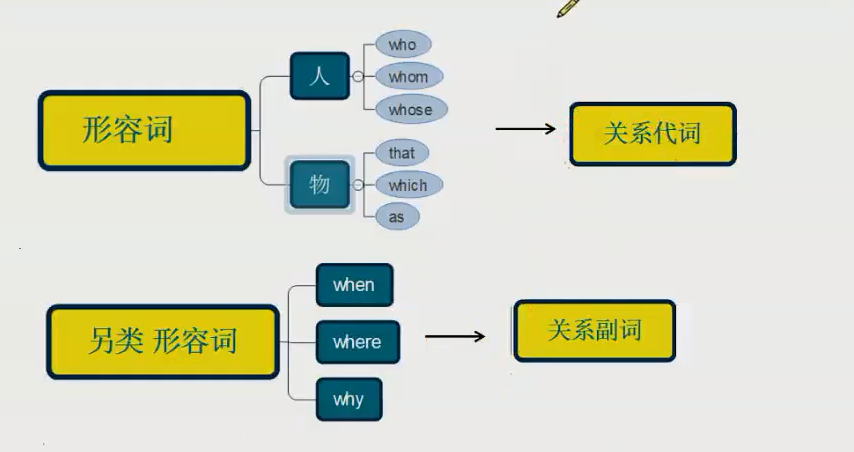 形容词
人
who
whom
whose
物
that
which
as
关系代词
另类 形容词
when
where
why
关系副词